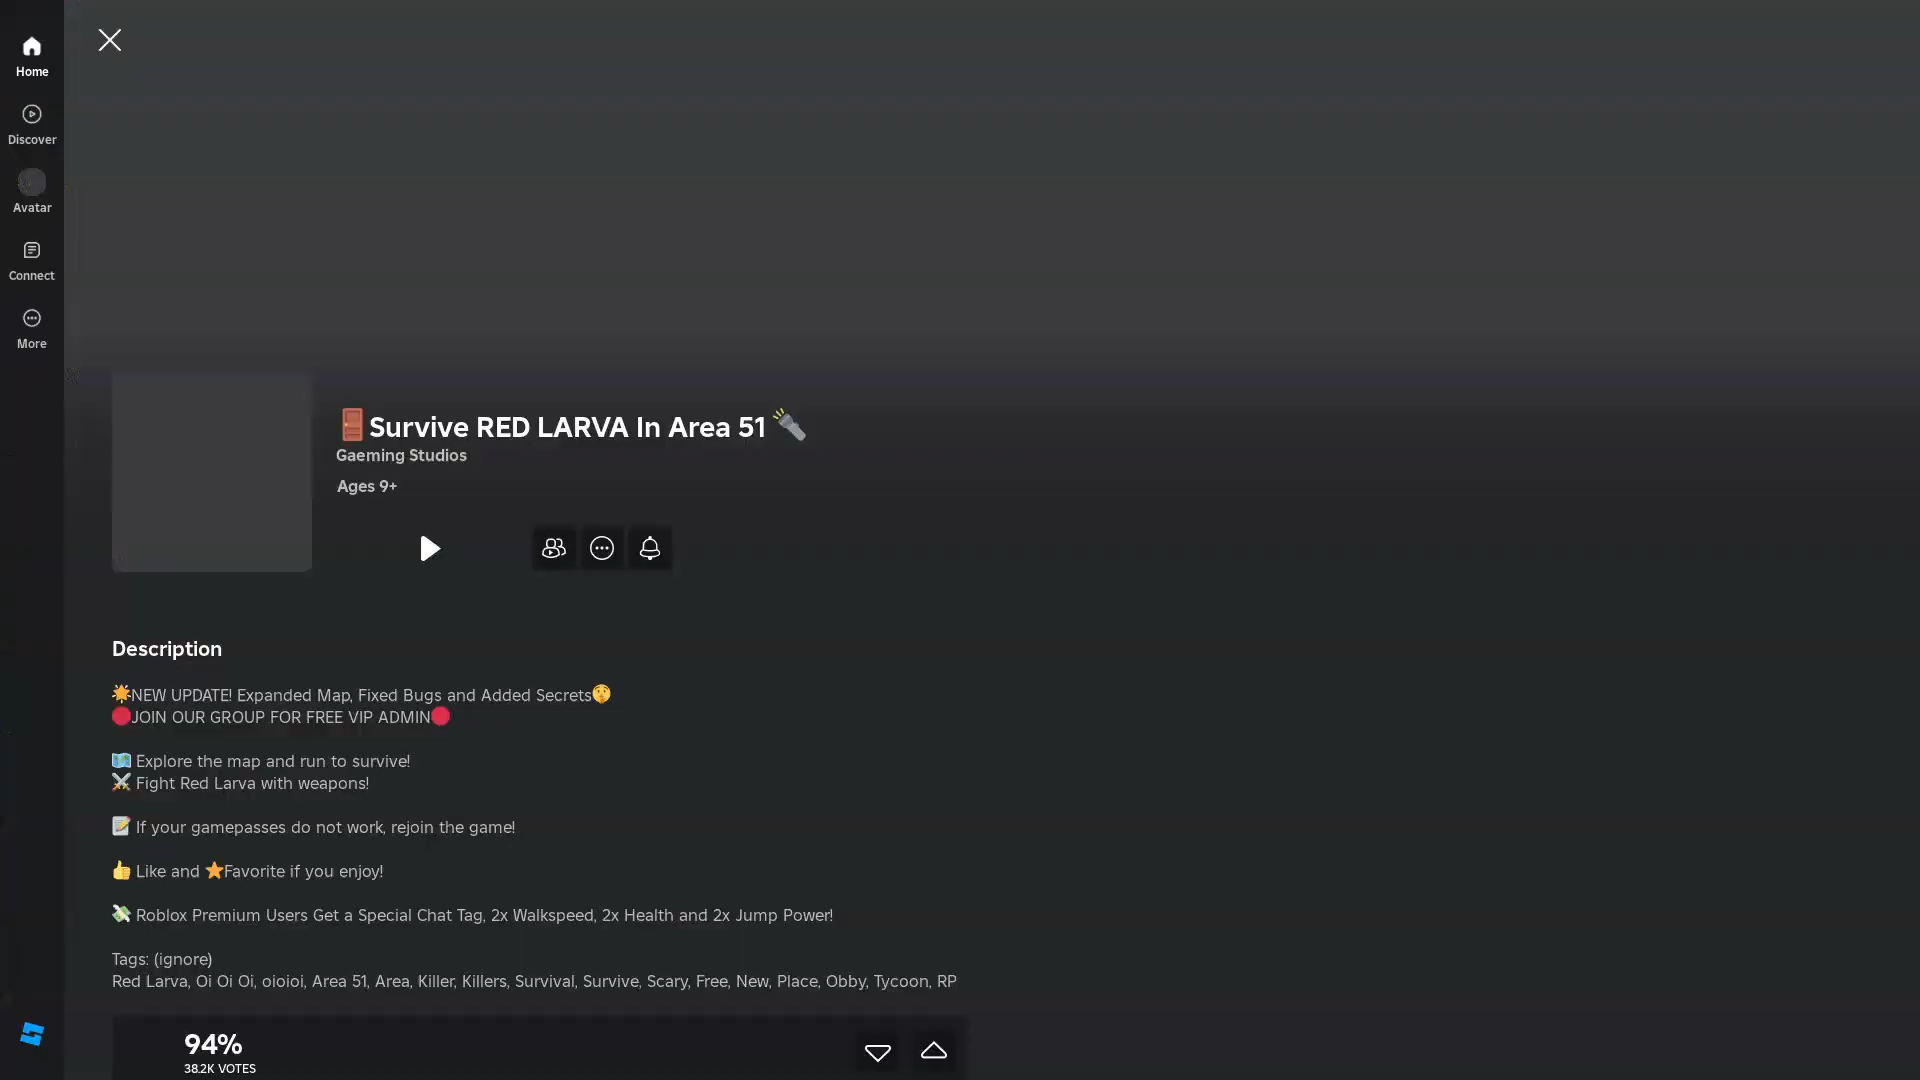 Home
Discover
Avatar
Connect
More
🚪Survive RED LARVA In Area 51🔦
Gaeming Studios
Ages 9+
Description
🌟NEW UPDATE! Expanded Map, Fixed Bugs and Added Secrets🤫
🔴JOIN OUR GROUP FOR FREE VIP ADMIN🔴
🗺️ Explore the map and run to survive!
⚔️ Fight Red Larva with weapons!
📝 If your gamepasses do not work, rejoin the game!
👍 Like and ⭐Favorite if you enjoy!
💸 Roblox Premium Users Get a Special Chat Tag, 2x Walkspeed, 2x Health and 2x Jump Power!
Tags: (ignore)
Red Larva, Oi Oi Oi, oioioi, Area 51, Area, Killer, Killers, Survival, Survive, Scary, Free, New, Place, Obby, Tycoon, RP
94%
38.2K VOTES